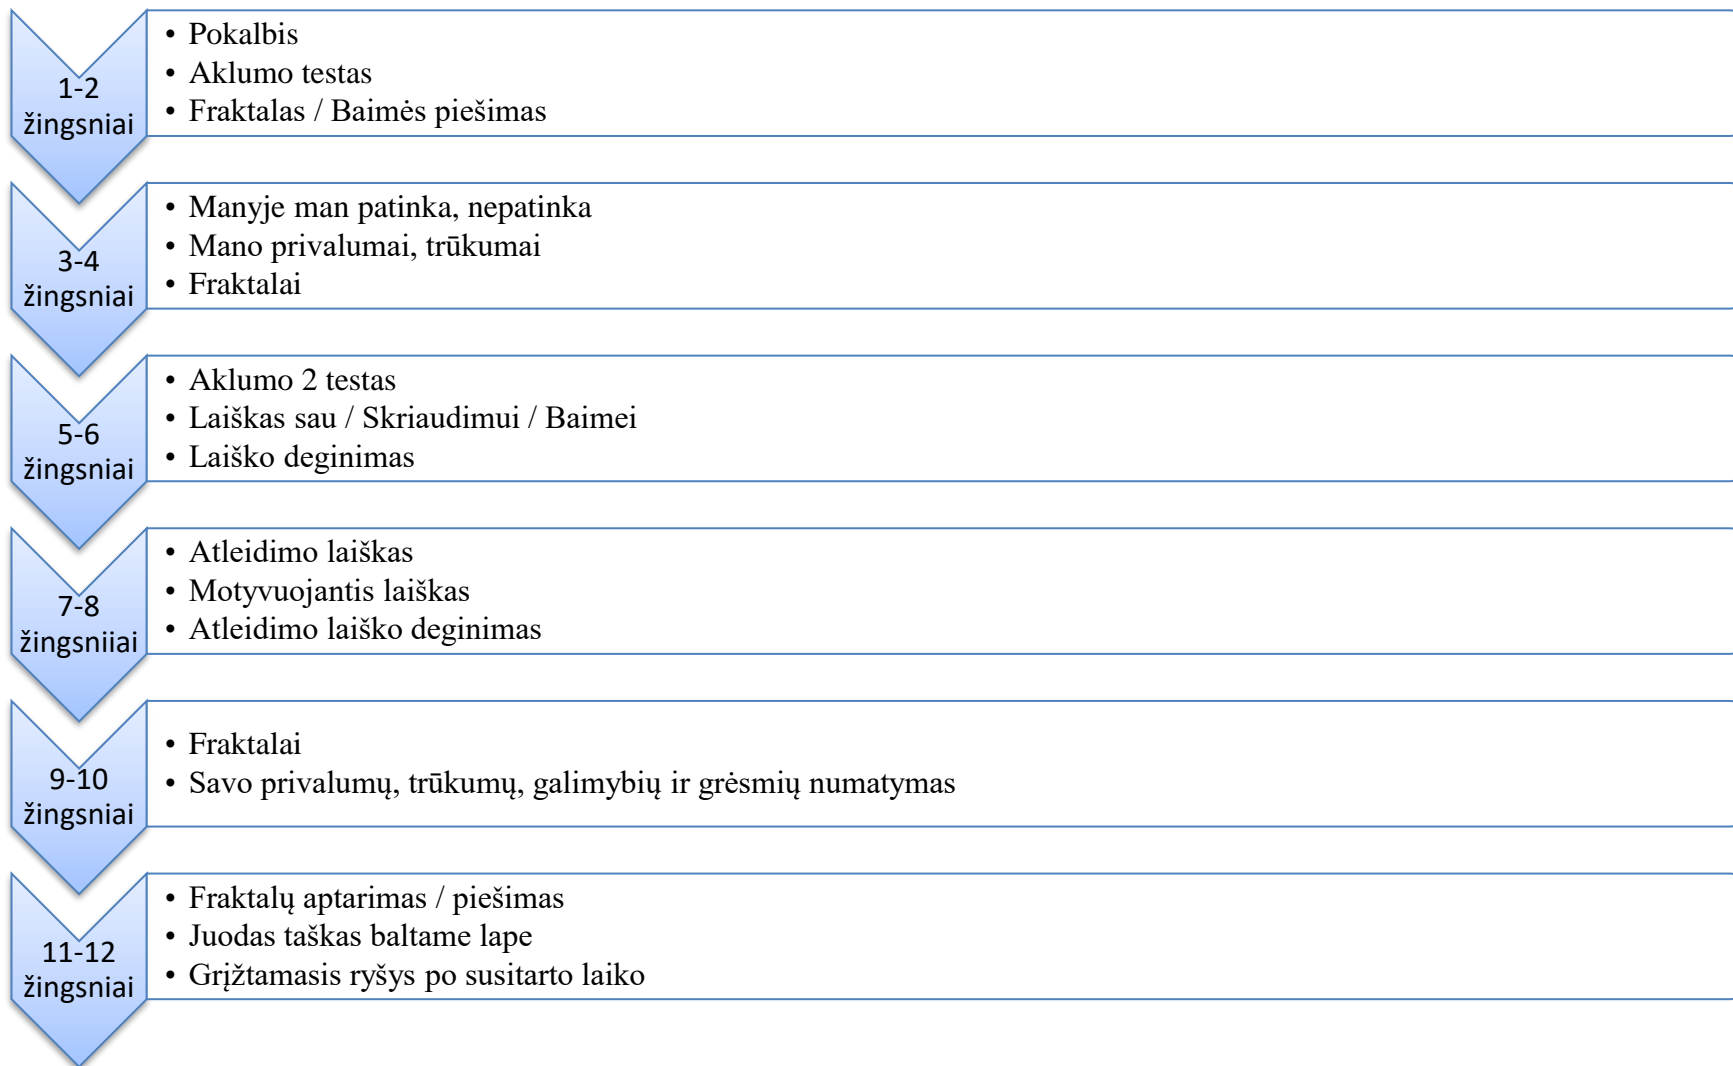 1-2
žingsniai
• Pokalbis
• Aklumo testas
• Fraktalas / Baimės piešimas
3-4
žingsniai
• Manyje man patinka, nepatinka
• Mano privalumai, trūkumai
• Fraktalai
5-6
žingsniai
• Aklumo 2 testas
• Laiškas sau / Skriaudimui / Baimei
• Laiško deginimas
7-8
žingsniiai
• Atleidimo laiškas
• Motyvuojantis laiškas
• Atleidimo laiško deginimas
9-10
žingsniai
• Fraktalai
• Savo privalumų, trūkumų, galimybių ir grėsmių numatymas
11-12
žingsniai
• Fraktalų aptarimas / piešimas
• Juodas taškas baltame lape
• Grįžtamasis ryšys po susitarto laiko